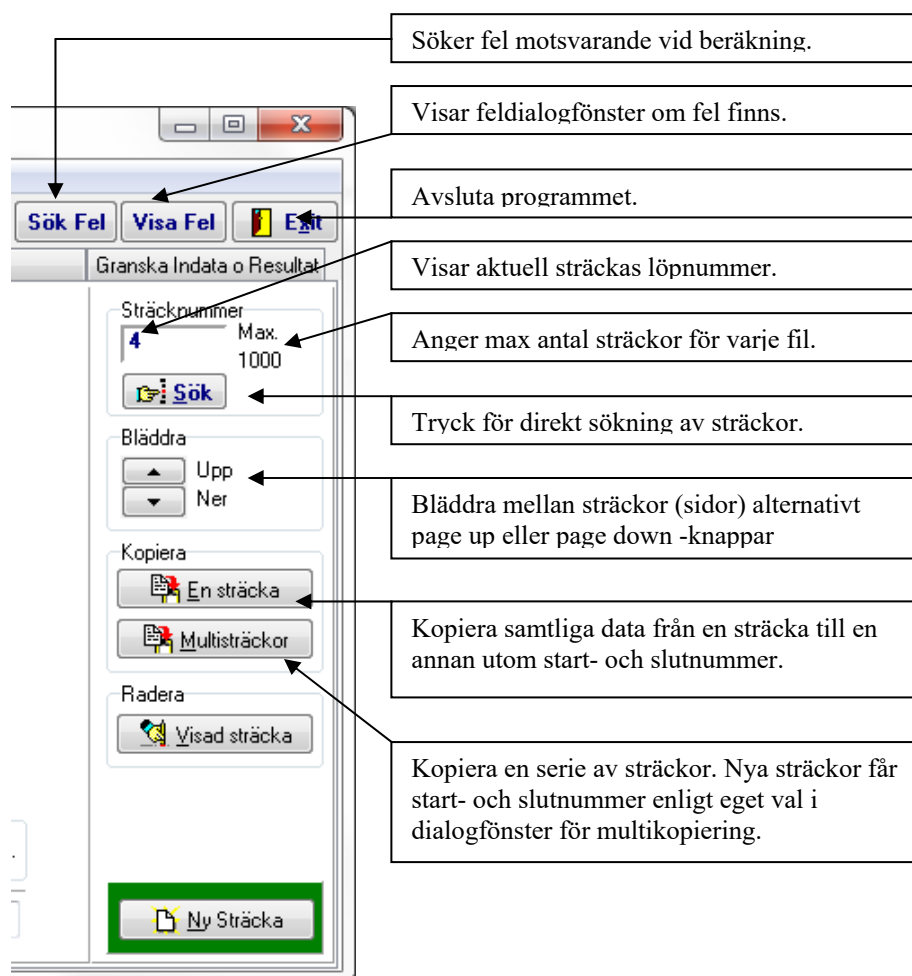 Söker fel motsvarande vid beräkning.
Visar feldialogfönster om fel finns.
Avsluta programmet.
Sök Fel
Visa Fel
Exit
Granska Indata o Resultat
Visar aktuell sträckas löpnummer.
Sträcknummer
4
Max.
1000
Anger max antal sträckor för varje fil.
Sök
Tryck för direkt sökning av sträckor.
Bläddra
Upp
Ner
Bläddra mellan sträckor (sidor) alternativt
page up eller page down -knappar
Kopiera
En sträcka
Multisträckor
Kopiera samtliga data från en sträcka till en
annan utom start- och slutnummer.
Radera
Visad sträcka
Kopiera en serie av sträckor. Nya sträckor får
start- och slutnummer enligt eget val i
dialogfönster för multikopiering.
.
Ny Sträcka